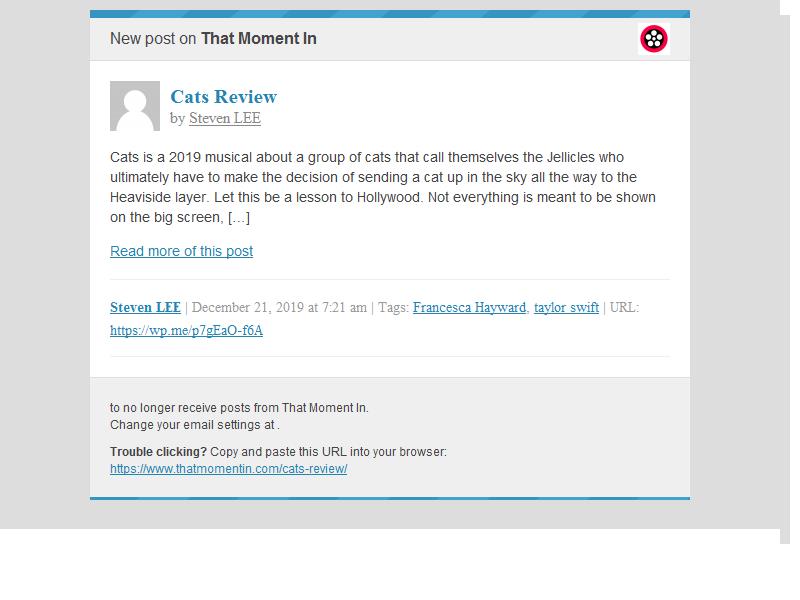 New post on That Moment In
Cats Review
by Steven LEE
Cats is a 2019 musical about a group of cats that call themselves the Jellicles who
ultimately have to make the decision of sending a cat up in the sky all the way to the
Heaviside layer. Let this be a lesson to Hollywood. Not everything is meant to be shown
on the big screen, […]
Read more of this post
Steven LEE | December 21, 2019 at 7:21 am | Tags: Francesca Hayward, taylor swift | URL:
https://wp.me/p7gEaO-f6A
to no longer receive posts from That Moment In.
Change your email settings at .
Trouble clicking? Copy and paste this URL into your browser:
https://www.thatmomentin.com/cats-review/